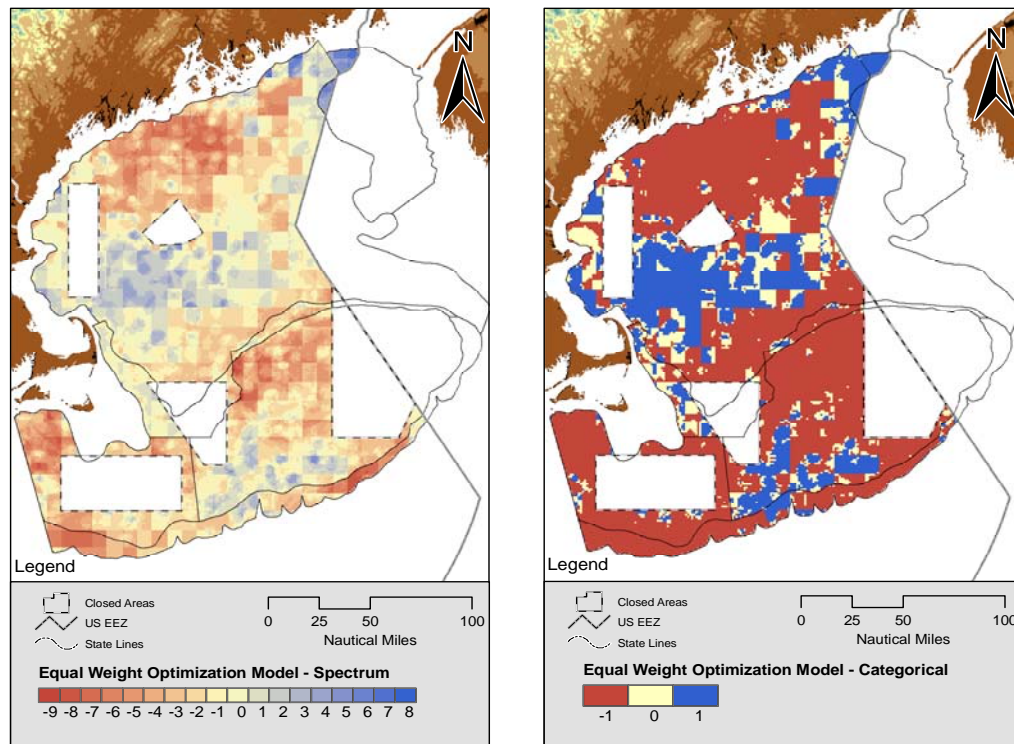 N
Legend
Closed Areas
US EEZ
State Lines
0 25 50 100
Nautical Miles
Equal Weight Optimization Model - Spectrum
-9 -8 -7 -6 -5 -4 -3 -2 -1 0 1 2 3 4 5 6 7 8
N
Legend
Closed Areas
US EEZ
State Lines
0 25 50 100
Nautical Miles
Equal Weight Optimization Model - Categorical
-1 0 1